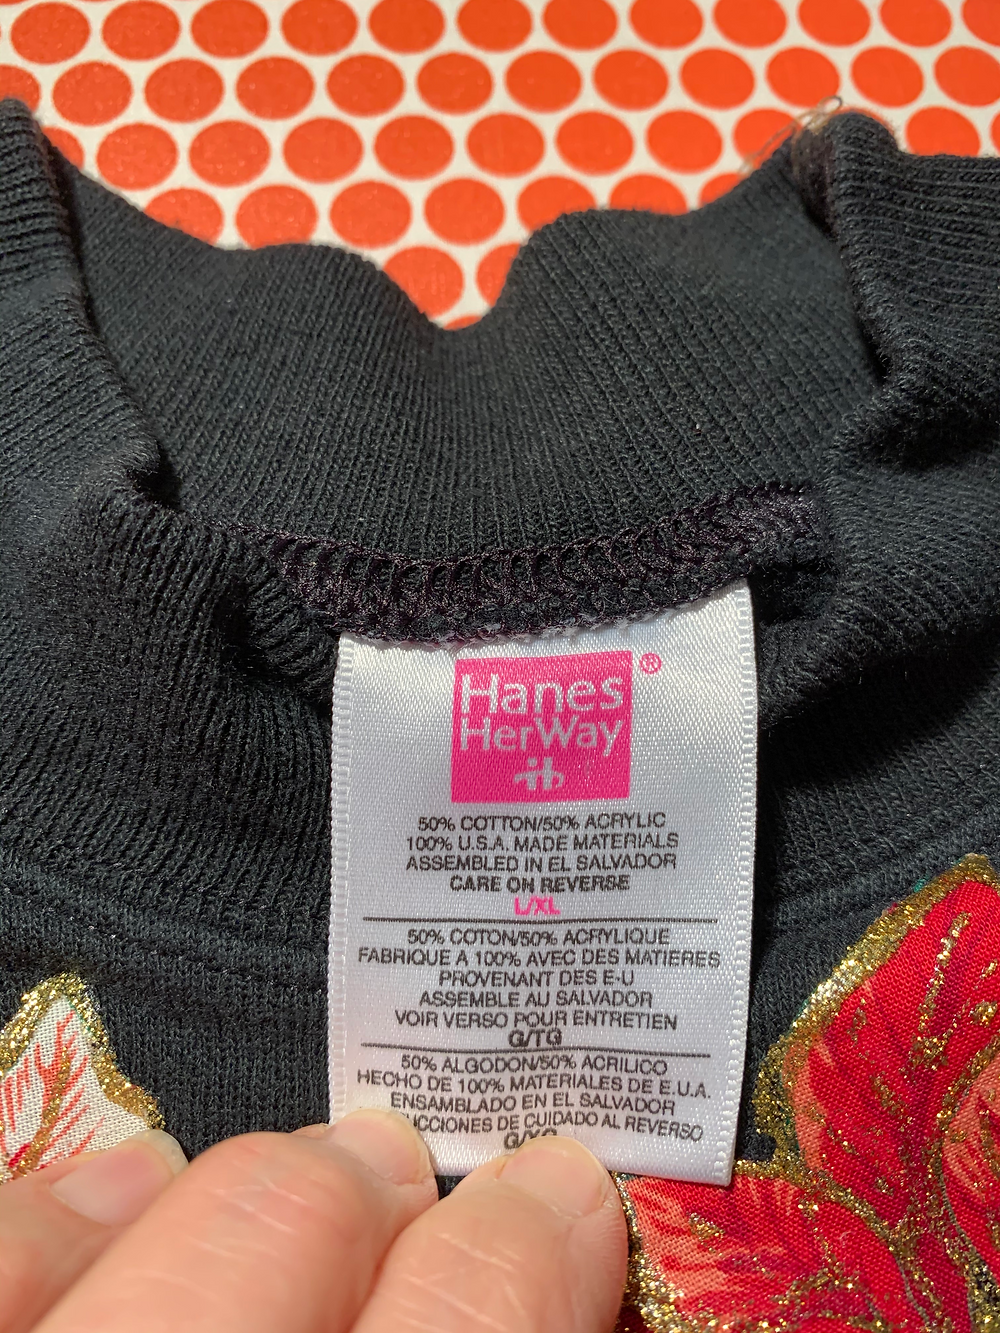 Hanes
HerWay
®
50% COTTON/50% ACRYLIC
100% U.S.A. MADE MATERIALS
ASSEMBLED IN EL SALVADOR
CARE ON REVERSE
L/XL
50% COTON/50% ACRYLIQUE
FABRIQUE A 100% AVEC DES MATIERES
PROVENANT DES E-U
ASSEMBLE AU SALVADOR
VOIR VERSO POUR ENTRETIEN
G/TG
50% ALGODON/50% ACRILICO
HECHO DE 100% MATERIALES DE E.U.A.
ENSAMBLADO EN EL SALVADOR
DE CUIDADO AL REVERSO